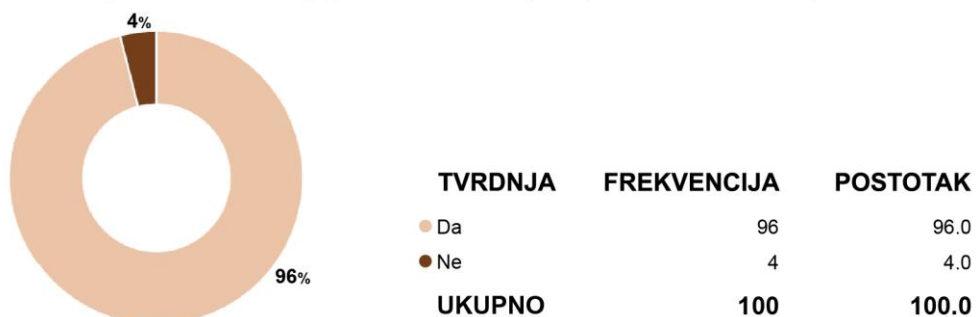 4%
96%
TVRDNJA FREKVENCIJA POSTOTAK
Da 96 96.0
Ne 4 4.0
UKUPNO 100 100.0